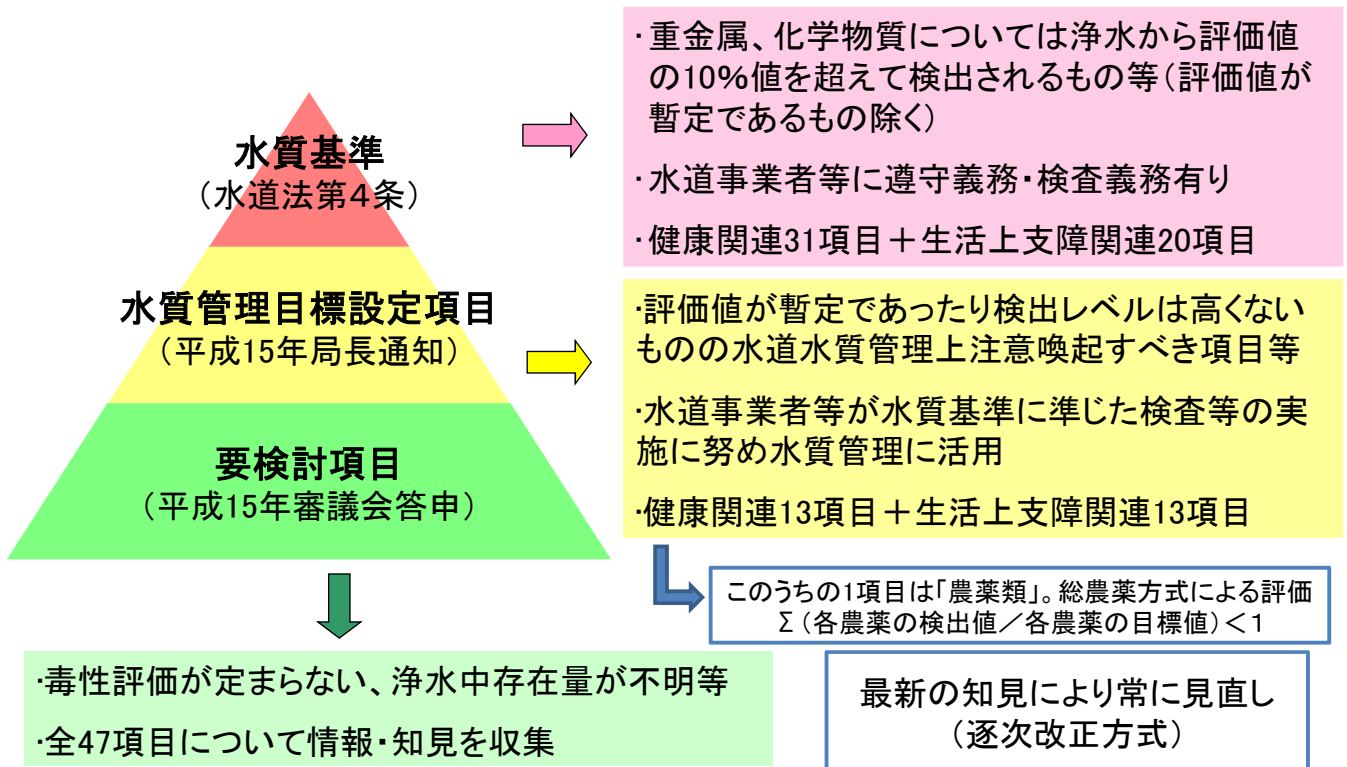 水質基準
（水道法第4条）
水質管理目標設定項目
（平成15年局長通知）
要検討項目
（平成15年審議会答申）
・重金属、化学物質については浄水から評価値
の10％値を超えて検出されるもの等（評価値が
暫定であるもの除く）
・水道事業者等に遵守義務・検査義務有り
・健康関連31項目＋生活上支障関連20項目
・評価値が暫定であったり検出レベルは高くない
ものの水道水質管理上注意喚起すべき項目等
・水道事業者等が水質基準に準じた検査等の実
施に努め水質管理に活用
・健康関連13項目＋生活上支障関連13項目
このうちの1項目は「農薬類」。総農薬方式による評価
Σ（各農薬の検出値／各農薬の目標値）＜1
・毒性評価が定まらない、浄水中存在量が不明等
・全47項目について情報・知見を収集
最新の知見により常に見直し
（逐次改正方式）